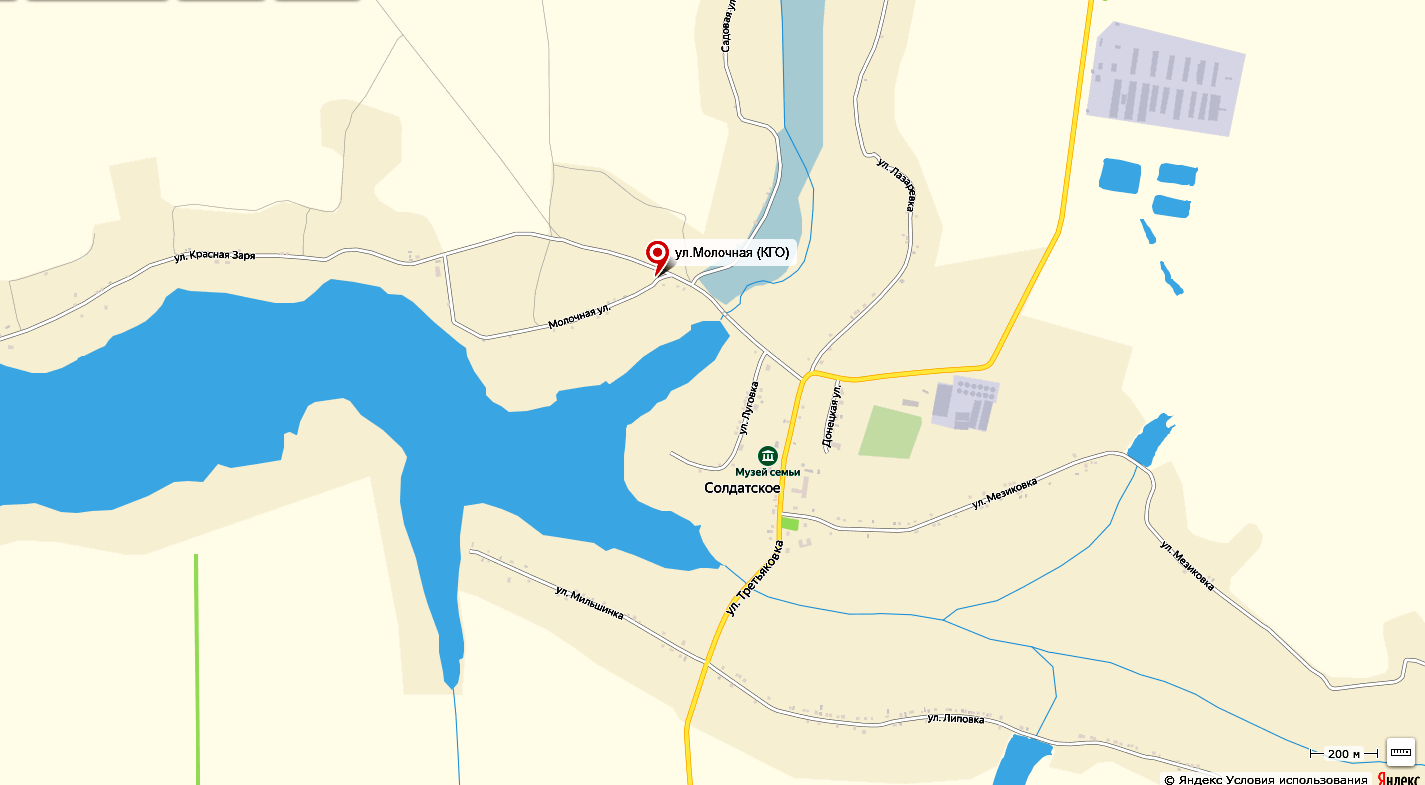 Садовая ул.
ул. Лазаревка
ул. Красная Заря
ул.Молочная (КГО)
Молочная ул.
ул. Луговка
Донецкая ул.
Музей семьи
Солдатское
ул. Мезиковка
ул. Третьяковка
ул. Мезиковка
ул. Мильшинка
ул. Липовка
200 м
© Яндекс Условия использования Яндекс